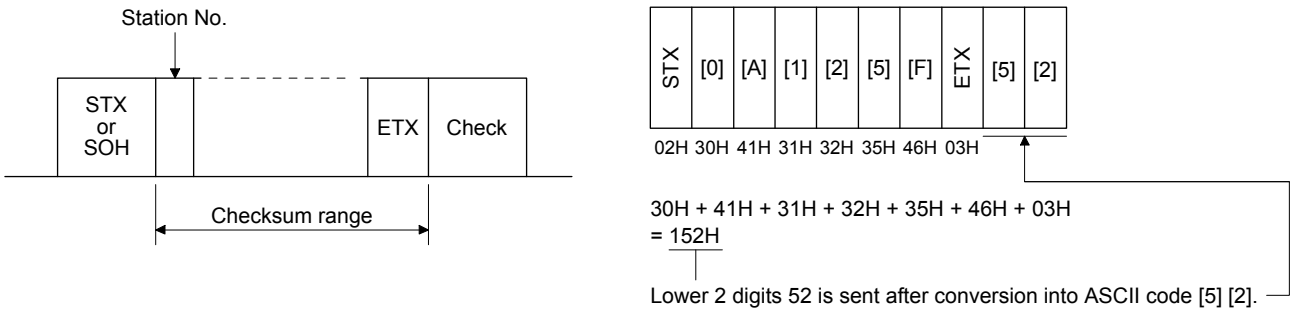 Station No.
STX
or
SOH
ETX
Check
Checksum range
STX [0] [A] [1] [2] [5] [F] ETX [5] [2]
02H 30H 41H 31H 32H 35H 46H 03H
30H + 41H + 31H + 32H + 35H + 46H + 03H
= 152H
Lower 2 digits 52 is sent after conversion into ASCII code [5] [2].